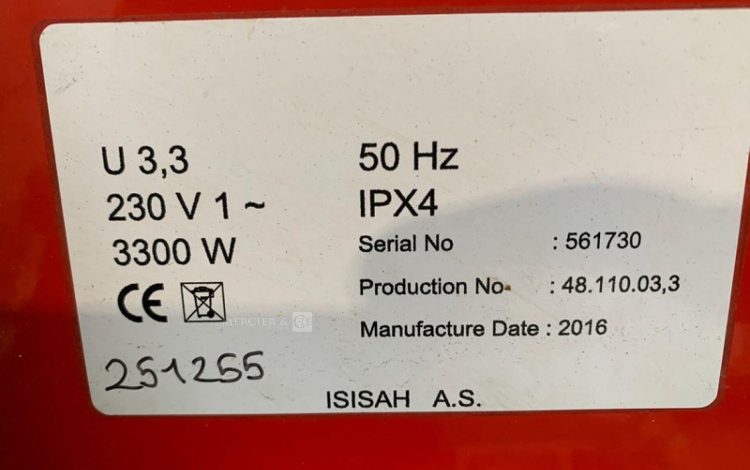 U 3,3
230 V 1 ~
3300 W
CE
MERCIER &
251255
50 Hz
IPX4
Serial No : 561730
Production No : 48.110.03,3
Manufacture Date : 2016
ISISAH A.S.